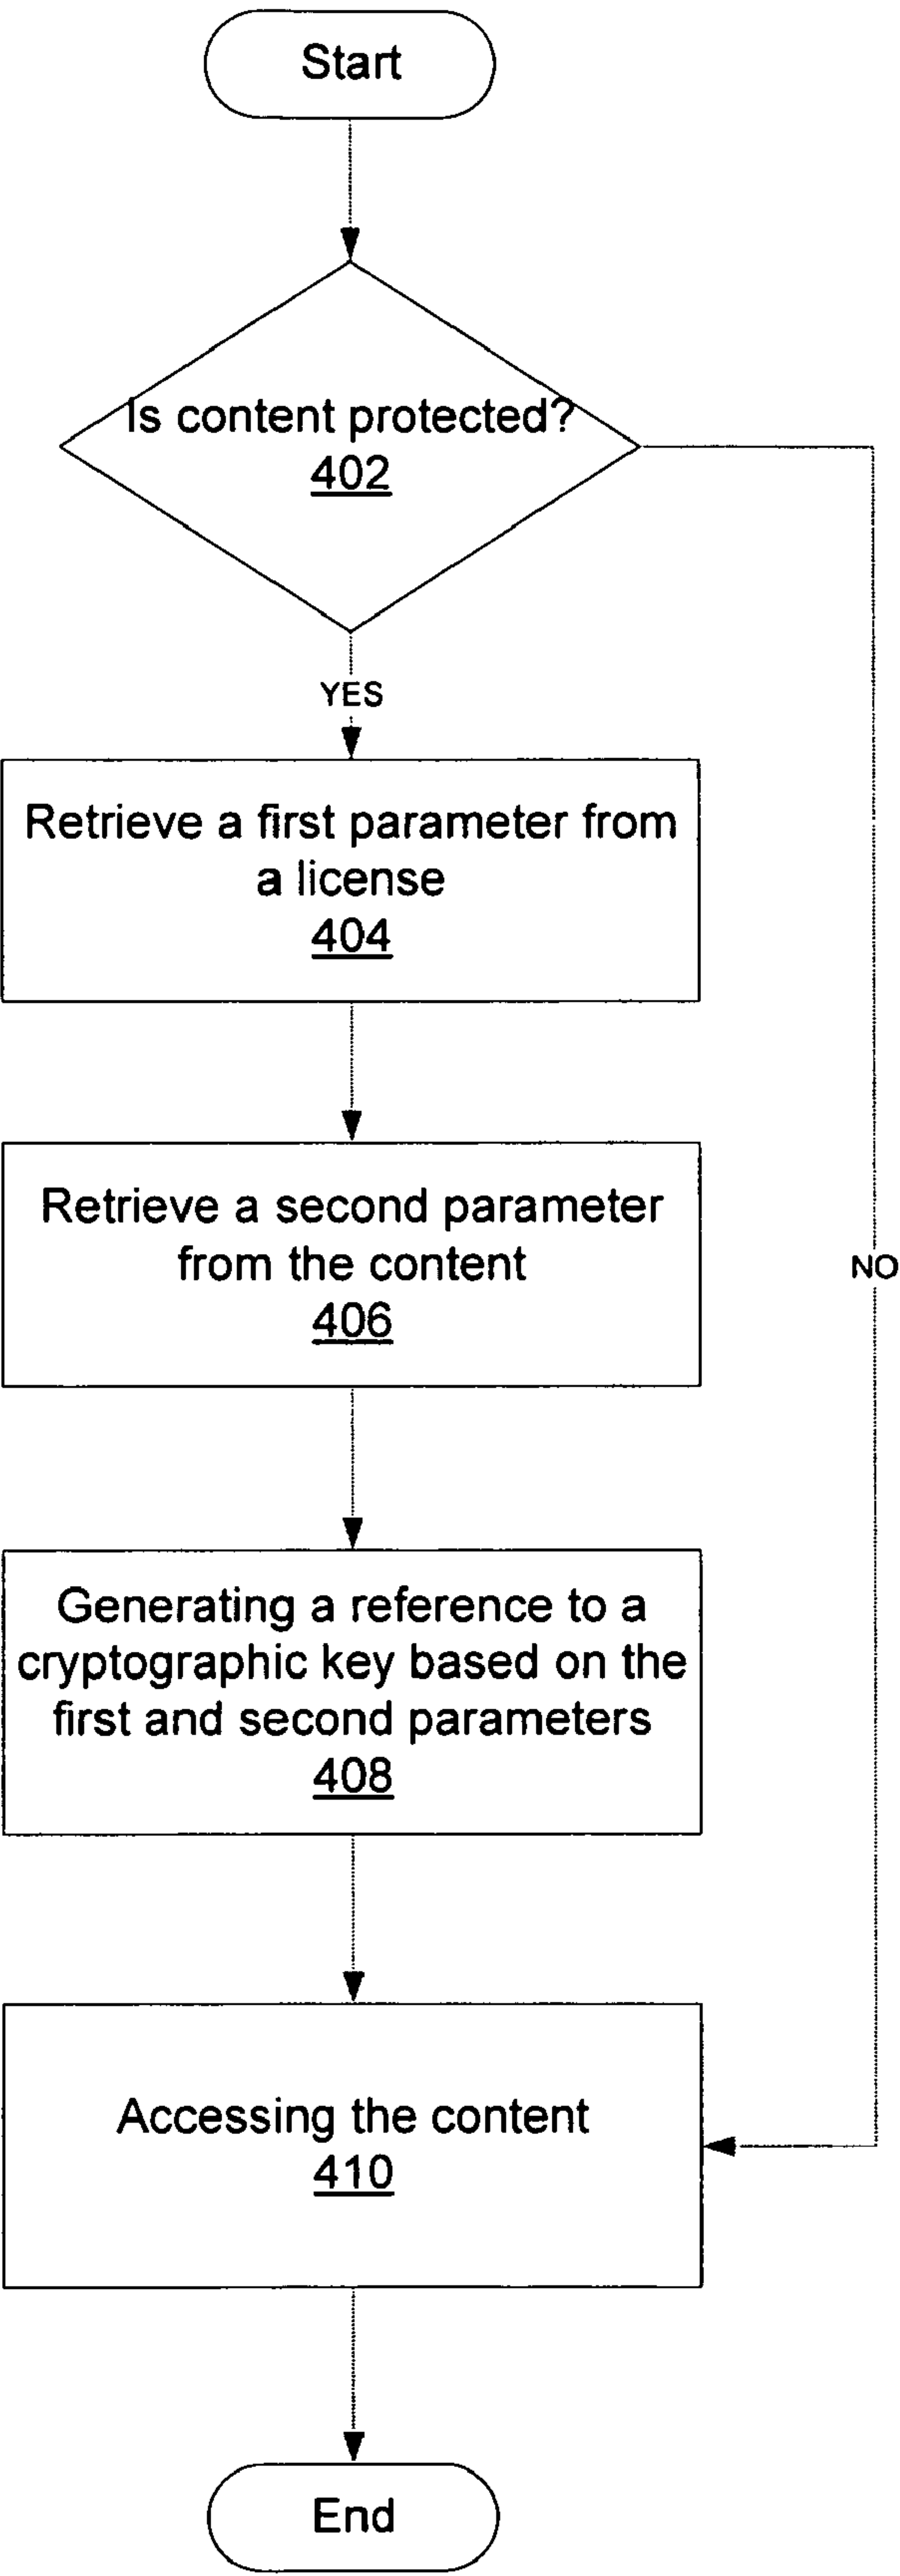 Start
Is content protected?
402
YES
Retrieve a first parameter from
a license
404
Retrieve a second parameter
from the content
406
NO
Generating a reference to a
cryptographic key based on the
first and second parameters
408
Accessing the content
410
End